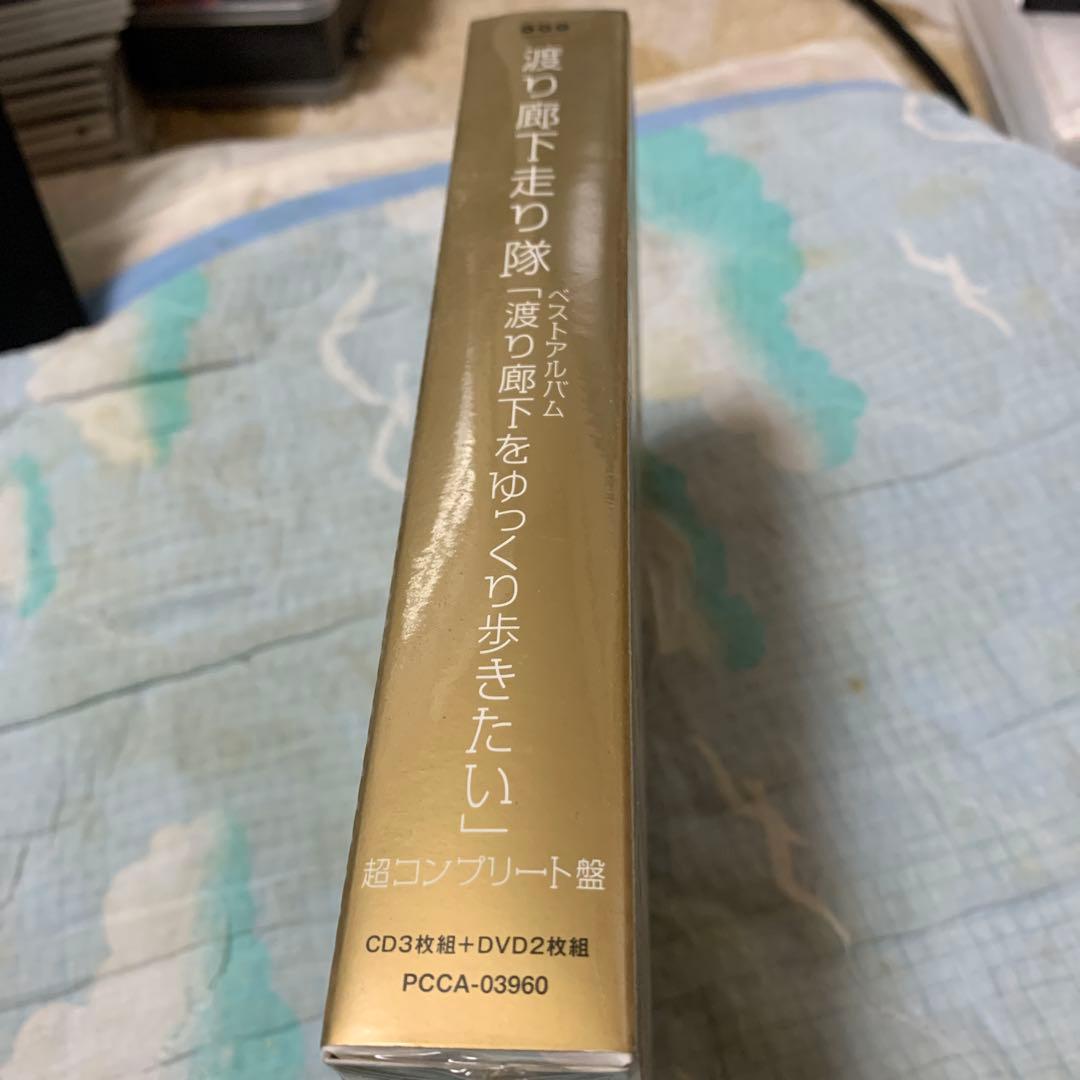 渡り廊下走り隊
ベストアルバム
「渡り廊下をゆっくり歩きたい」
超コンプリート盤
CD3枚組+DVD2枚組
PCCA-03960